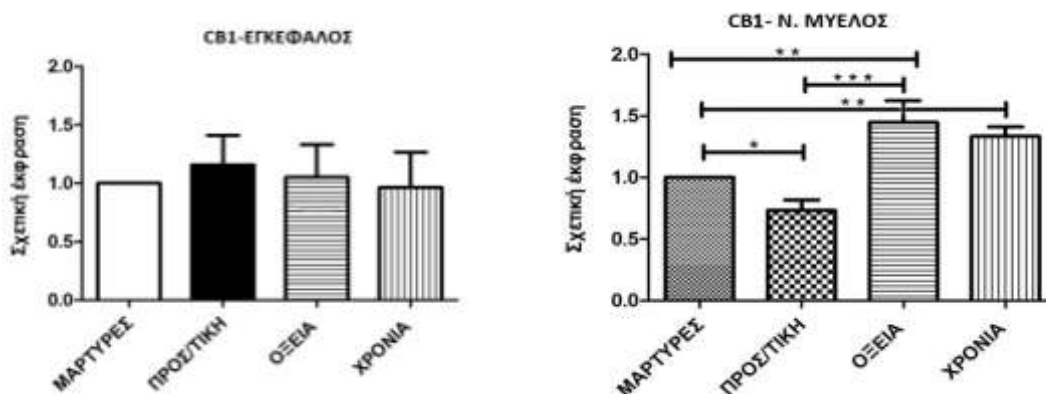 CB1-ΕΓΚΕΦΑΛΟΣ
Σχετική έκφραση
2.0
1.5
1.0
0.5
0.0
ΜΑΡΤΥΡΕΣ
ΠΡΟΣ/ΤΙΚΗ
ΟΞΕΙΑ
ΧΡΟΝΙΑ
CB1- Ν. ΜΥΕΛΟΣ
Σχετική έκφραση
2.0
1.5
1.0
0.5
0.0
* *
* * *
* *
*
ΜΑΡΤΥΡΕΣ
ΠΡΟΣ/ΤΙΚΗ
ΟΞΕΙΑ
ΧΡΟΝΙΑ